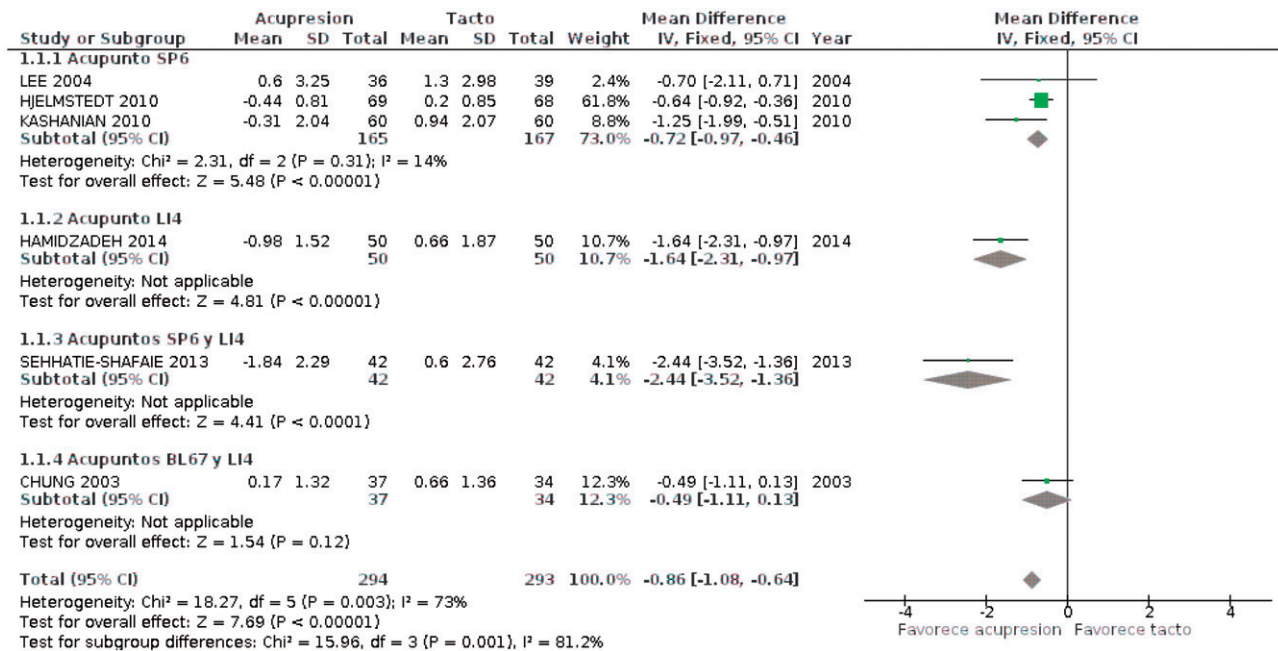 Acupresion Tacto Mean Difference Mean Difference
Study or Subgroup Mean SD Total Mean SD Total Weight IV, Fixed, 95% CI Year IV, Fixed, 95% CI
1.1.1 Acupunto SP6
LEE 2004 0.6 3.25 36 1.3 2.98 39 2.4% -0.70 [-2.11, 0.71] 2004
HJELMSTEDT 2010 -0.44 0.81 69 0.2 0.85 68 61.8% -0.64 [-0.92, -0.36] 2010
KASHANIAN 2010 -0.31 2.04 60 0.94 2.07 60 8.8% -1.25 [-1.99, -0.51] 2010
Subtotal (95% CI) 165 167 73.0% -0.72 [-0.97, -0.46]
Heterogeneity: Chi² = 2.31, df = 2 (P = 0.31); I² = 14%
Test for overall effect: Z = 5.48 (P < 0.00001)
1.1.2 Acupunto LI4
HAMIDZADEH 2014 -0.98 1.52 50 0.66 1.87 50 10.7% -1.64 [-2.31, -0.97] 2014
Subtotal (95% CI) 50 50 10.7% -1.64 [-2.31, -0.97]
Heterogeneity: Not applicable
Test for overall effect: Z = 4.81 (P < 0.00001)
1.1.3 Acupuntos SP6 y LI4
SEHHATIE-SHAFAIE 2013 -1.84 2.29 42 0.6 2.76 42 4.1% -2.44 [-3.52, -1.36] 2013
Subtotal (95% CI) 42 42 4.1% -2.44 [-3.52, -1.36]
Heterogeneity: Not applicable
Test for overall effect: Z = 4.41 (P < 0.0001)
1.1.4 Acupuntos BL67 y LI4
CHUNG 2003 0.17 1.32 37 0.66 1.36 34 12.3% -0.49 [-1.11, 0.13] 2003
Subtotal (95% CI) 37 34 12.3% -0.49 [-1.11, 0.13]
Heterogeneity: Not applicable
Test for overall effect: Z = 1.54 (P = 0.12)
Total (95% CI) 294 293 100.0% -0.86 [-1.08, -0.64]
Heterogeneity: Chi² = 18.27, df = 5 (P = 0.003); I² = 73%
Test for overall effect: Z = 7.69 (P < 0.00001)
Test for subgroup differences: Chi² = 15.96, df = 3 (P = 0.001), I² = 81.2%
-4 -2 0 2 4
Favorece acupresion Favorece tacto